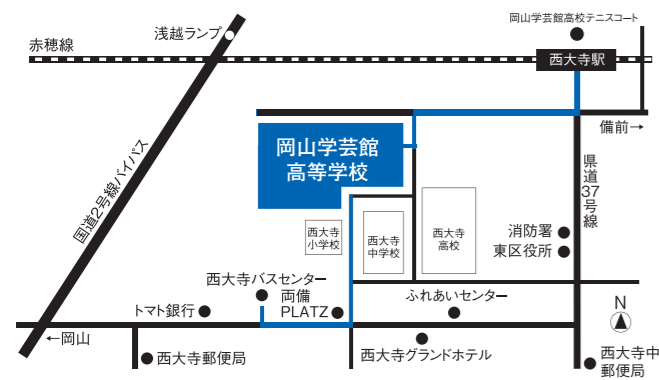 岡山学芸館高校テニスコート
浅越ランプ
赤穂線
西大寺駅
備前→
岡山学芸館
高等学校
国道2号線バイパス
県道37号線
西大寺
小学校
西大寺
中学校
西大寺
高校
消防署
東区役所
西大寺バスセンター
両備
PLATZ
ふれあいセンター
トマト銀行
N
←岡山
西大寺郵便局
西大寺グランドホテル
西大寺中
郵便局